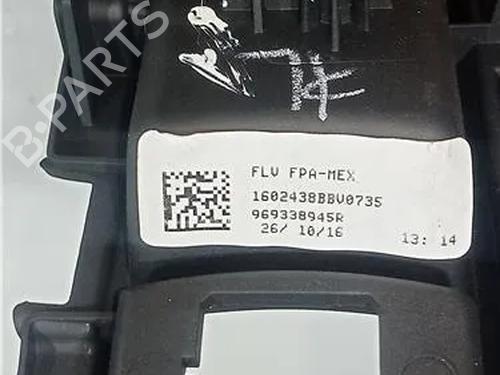 B-PARTS
FLV FPA-MEX
1602438BBV0735
969338945R
26/ 10/16
13: 14